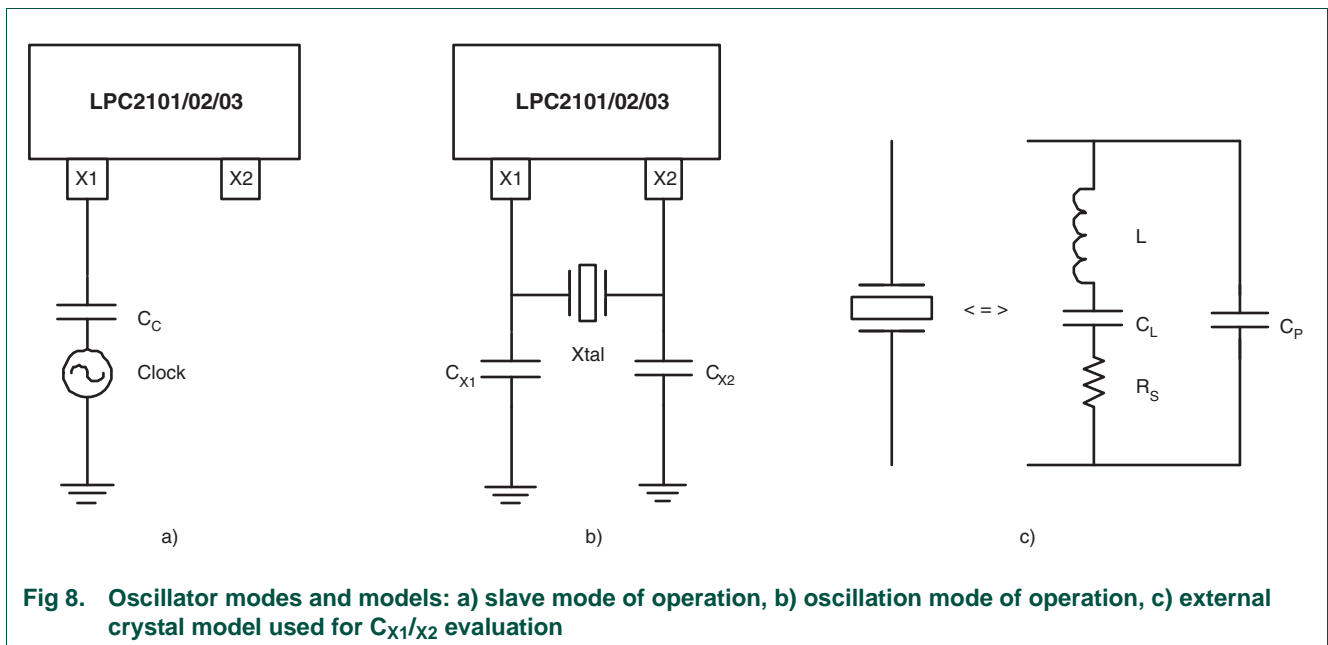 LPC2101/02/03
X1
X2
C_C
Clock
a)
LPC2101/02/03
X1
X2
Xtal
C_X1
C_X2
b)
< = >
L
C_L
R_S
C_P
c)
Fig 8. Oscillator modes and models: a) slave mode of operation, b) oscillation mode of operation, c) external
crystal model used for C_X1/X2 evaluation